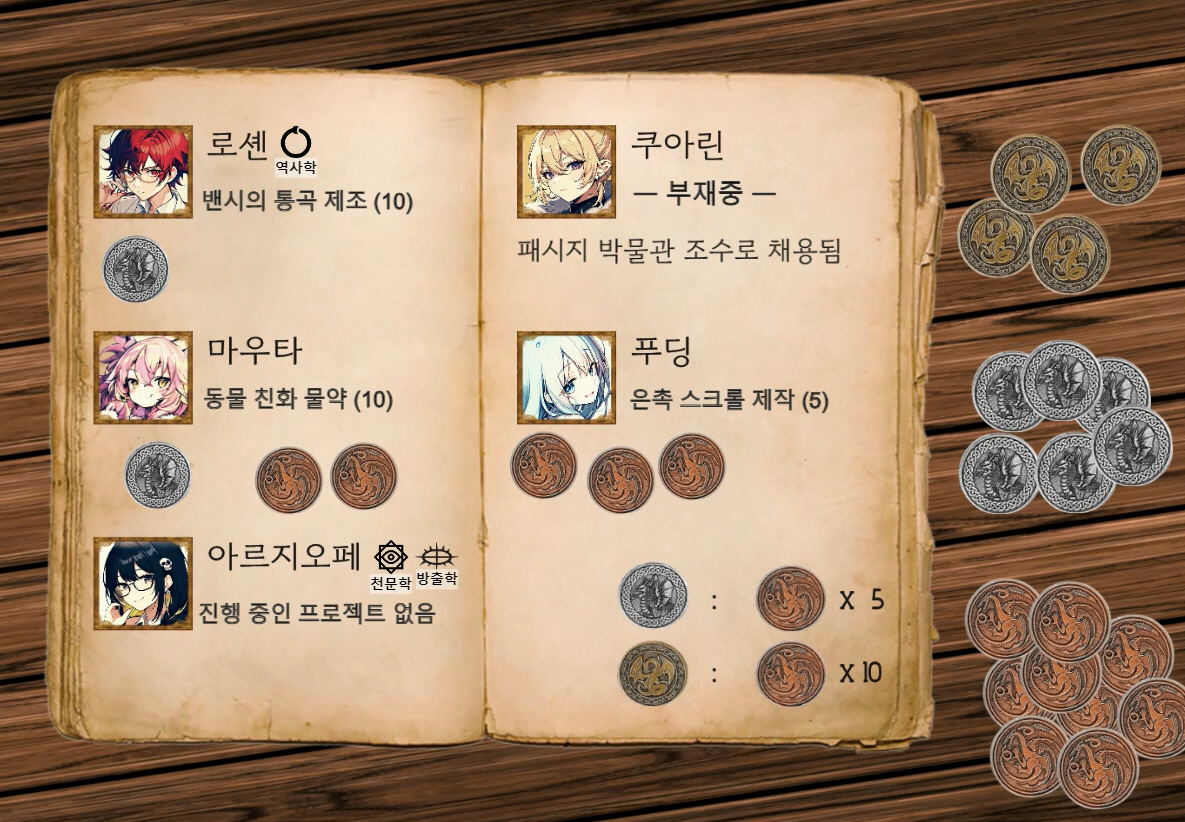 로셴
역사학
밴시의 통곡 제조 (10)
마우타
동물 친화 물약 (10)
아르지오페
천문학 방출학
진행 중인 프로젝트 없음
쿠아린
— 부재중 —
패시지 박물관 조수로 채용됨
푸딩
은촉 스크롤 제작 (5)
: X 5
: X 10